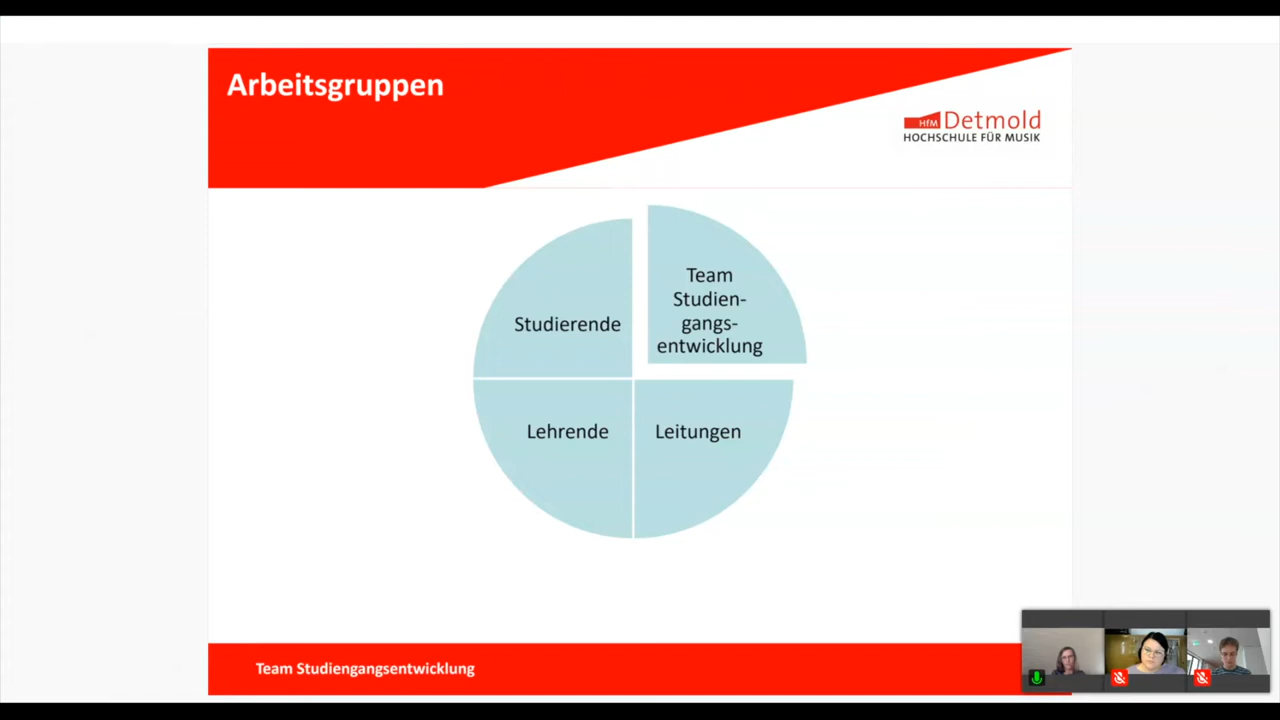 Arbeitsgruppen
HfM Detmold
HOCHSCHULE FÜR MUSIK
Team
Studien-
gangs-
entwicklung
Studierende
Lehrende
Leitungen
Team Studiengangsentwicklung